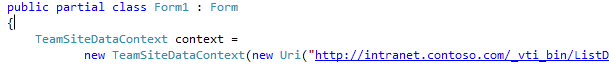 public partial class Form1 : Form
{
TeamSiteDataContext context =
new TeamSiteDataContext(new Uri("http://intranet.contoso.com/_vti_bin/ListD